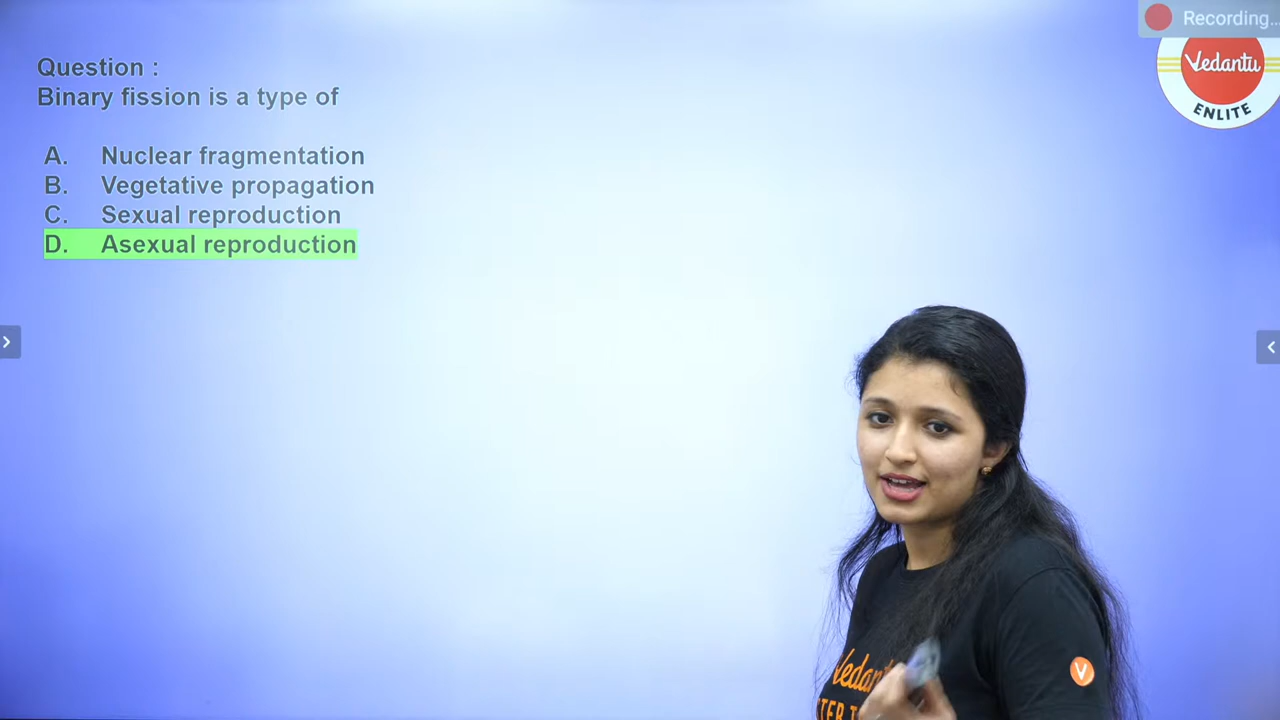 Recording...
Vedantu
ENLITE
Question :
Binary fission is a type of
A. Nuclear fragmentation
B. Vegetative propagation
C. Sexual reproduction
D. Asexual reproduction
V